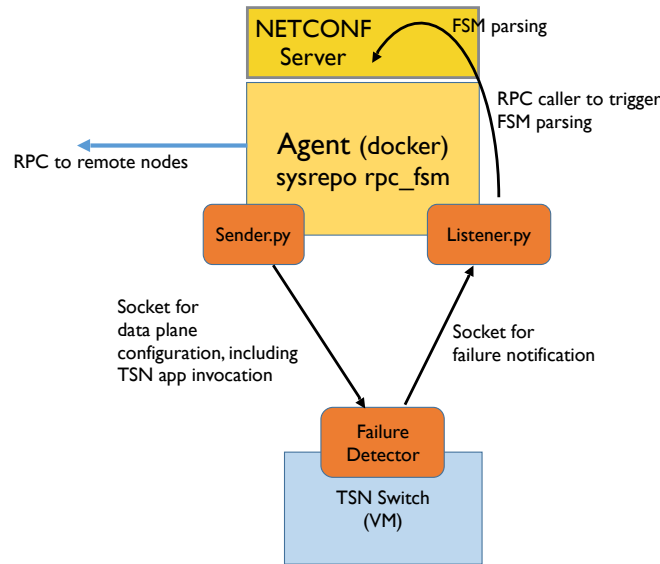 NETCONF
Server
FSM parsing
RPC caller to trigger
FSM parsing
Agent (docker)
sysrepo rpc_fsm
RPC to remote nodes
Sender.py
Listener.py
Socket for
data plane
configuration, including
TSN app invocation
Socket for
failure notification
Failure
Detector
TSN Switch
(VM)